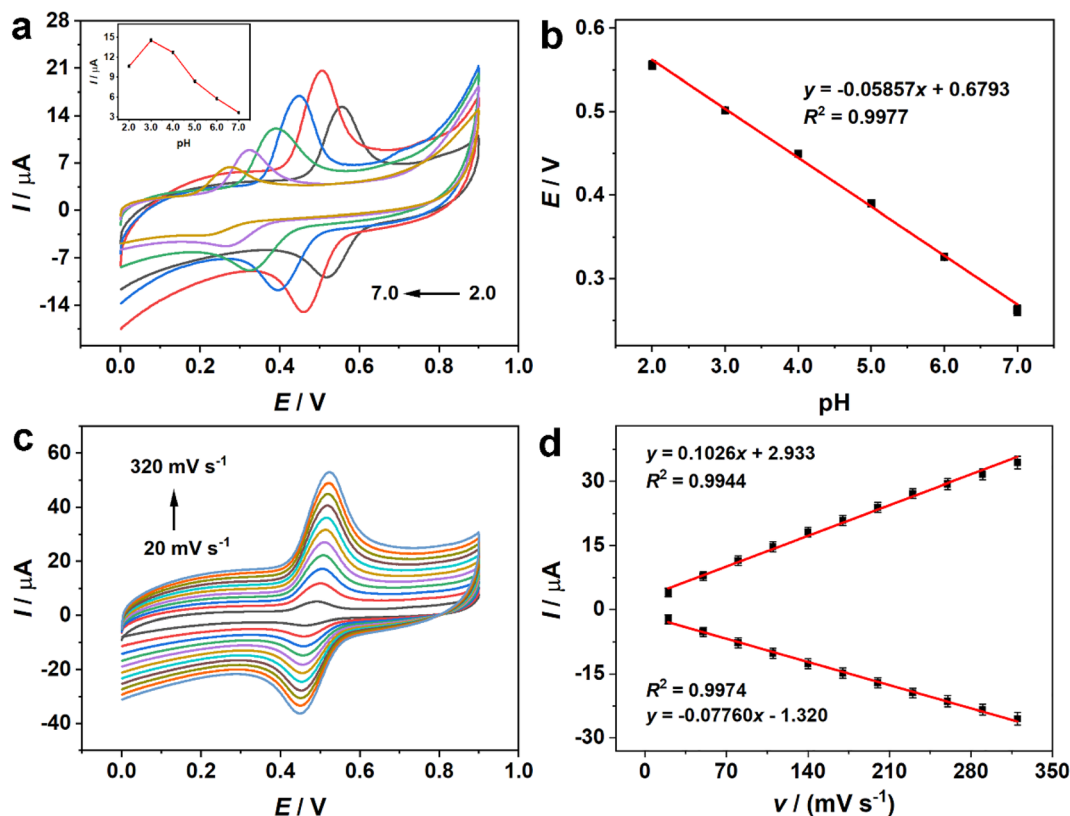 a
28
21
14
7
0
-7
-14
I / μA
0.0 0.2 0.4 0.6 0.8 1.0
E / V
7.0 2.0
15
12
9
6
3
I / μA
2.0 3.0 4.0 5.0 6.0 7.0
pH
b
0.6
0.5
0.4
0.3
E / V
y = -0.05857x + 0.6793
R² = 0.9977
2.0 3.0 4.0 5.0 6.0 7.0
pH
c
60
40
20
0
-20
-40
I / μA
320 mV s⁻¹
20 mV s⁻¹
0.0 0.2 0.4 0.6 0.8 1.0
E / V
d
30
15
0
-15
-30
I / μA
y = 0.1026x + 2.933
R² = 0.9944
R² = 0.9974
y = -0.07760x - 1.320
0 70 140 210 280 350
v / (mV s⁻¹)